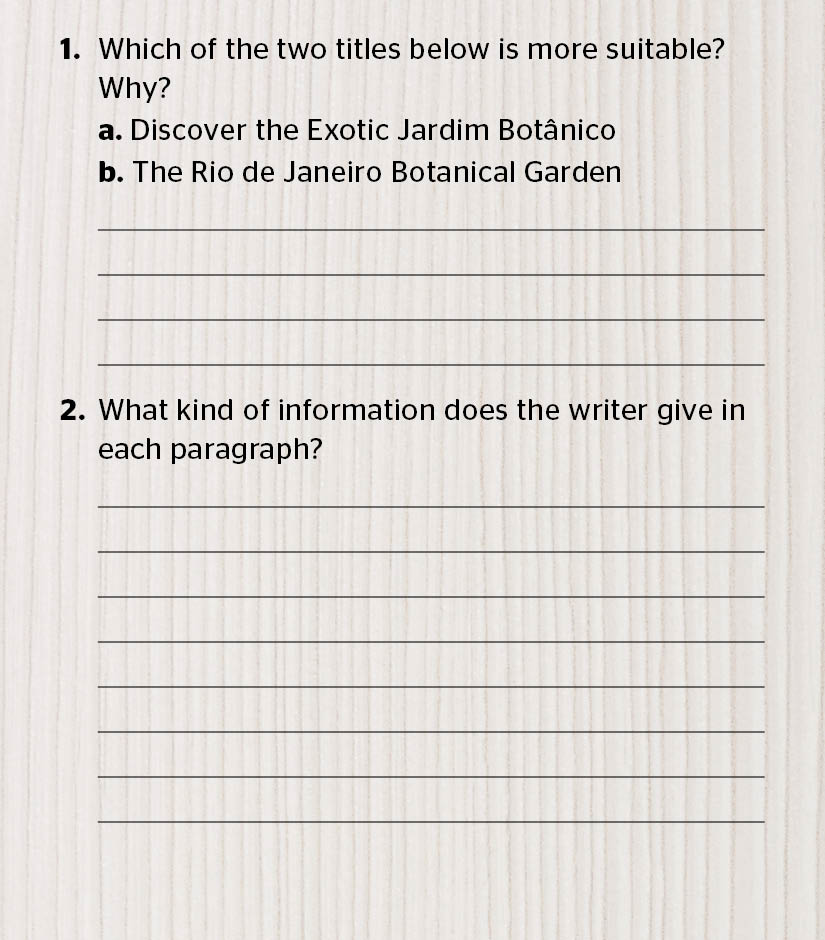 1. Which of the two titles below is more suitable?
Why?
a. Discover the Exotic Jardim Botânico
b. The Rio de Janeiro Botanical Garden
2. What kind of information does the writer give in
each paragraph?